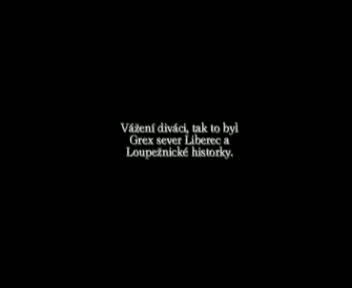 Vážení diváci, tak to byl
Grex sever Liberec a
Loupežnické historky.